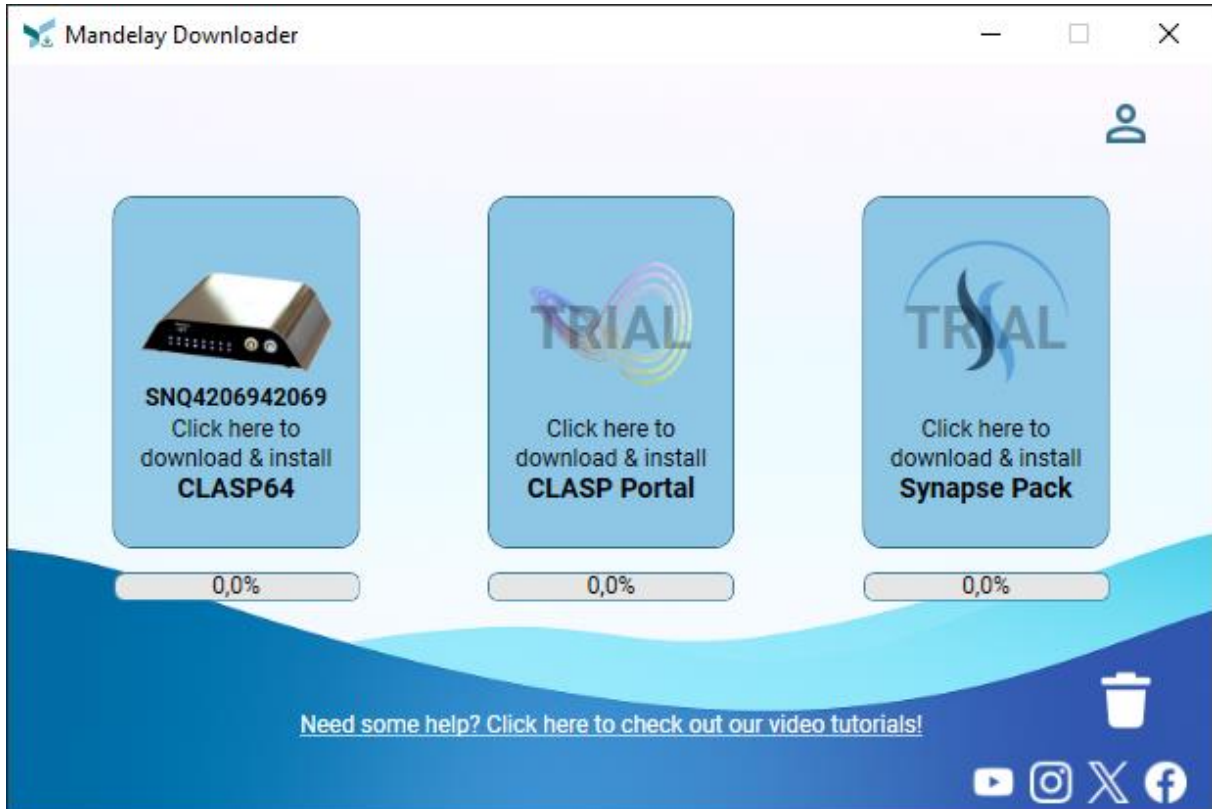 Mandelay Downloader
SNQ4206942069
Click here to
download & install
CLASP64
0,0%
TRIAL
Click here to
download & install
CLASP Portal
0,0%
TRIAL
Click here to
download & install
Synapse Pack
0,0%
Need some help? Click here to check out our video tutorials!